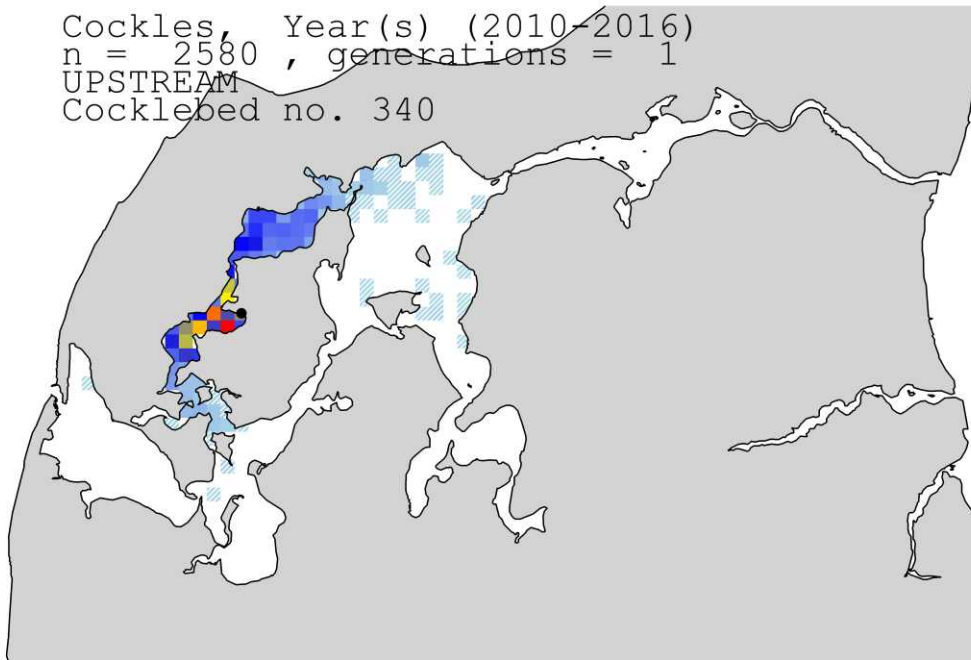 Cockles, Year(s) (2010-2016)
n = 2580 , generations = 1
UPSTREAM
Cocklebed no. 340